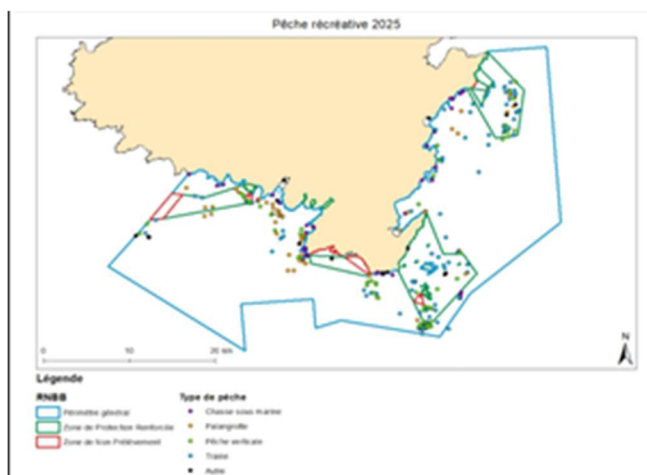 Pêche récréative 2025
N
0 10 20 km
Légende
RNBB
Périmètre général
Zone de Protection Renforcée
Zone de Non Prélèvement
Type de pêche
Chasse sous marine
Palangrotte
Pêche verticale
Traine
Autre